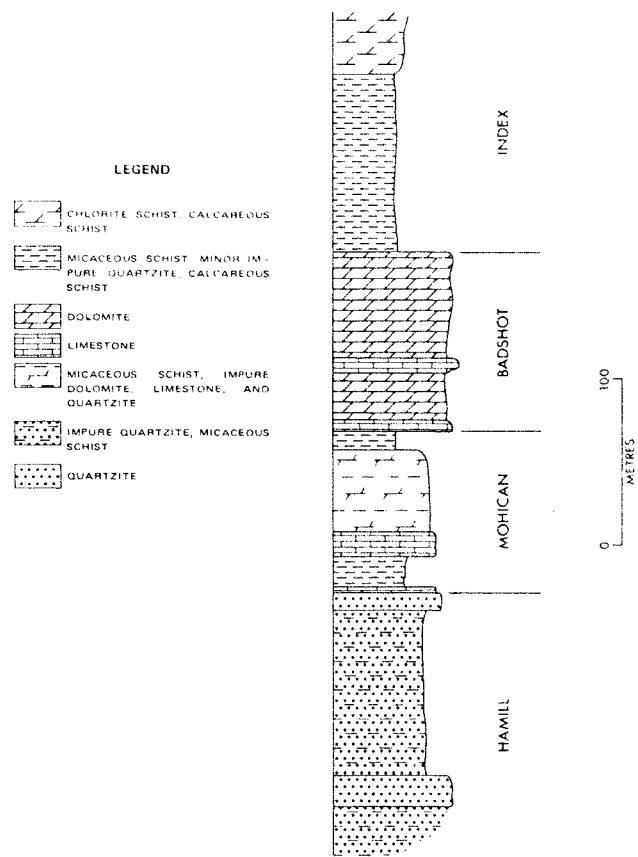 LEGEND
CHLORITE SCHIST, CALCAREOUS
SCHIST
MICACEOUS SCHIST MINOR IM-
PURE QUARTZITE, CALCAREOUS
SCHIST
DOLOMITE
LIMESTONE
MICACEOUS SCHIST, IMPURE
DOLOMITE, LIMESTONE, AND
QUARTZITE
IMPURE QUARTZITE, MICACEOUS
SCHIST
QUARTZITE
INDEX
BADSHOT
MOHICAN
HAMILL
100
METRES
0